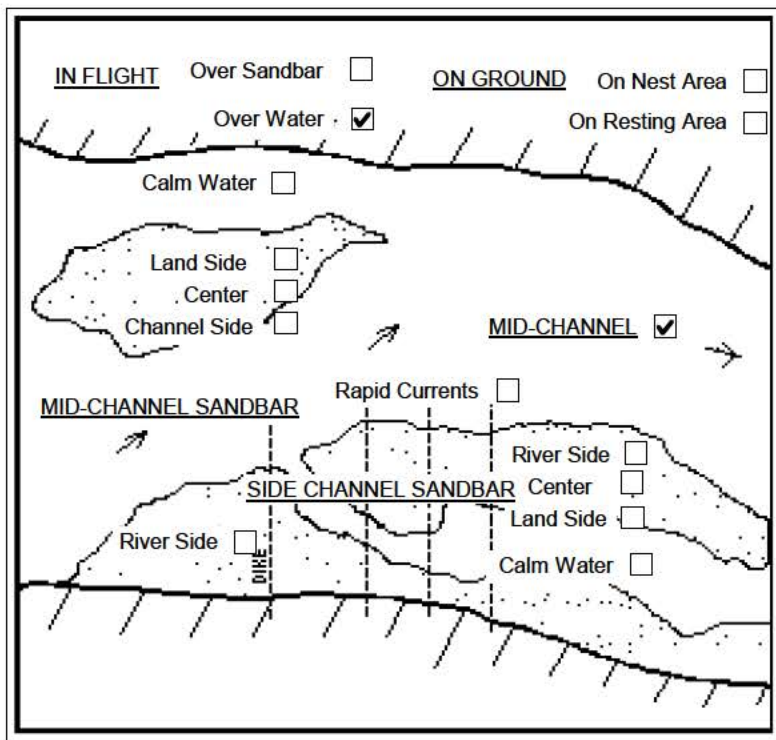 IN FLIGHT Over Sandbar ON GROUND On Nest Area
Over Water On Resting Area
Calm Water
Land Side
Center
Channel Side
MID-CHANNEL
Rapid Currents
MID-CHANNEL SANDBAR
River Side
SIDE CHANNEL SANDBAR Center
Land Side
River Side
DIKE
Calm Water